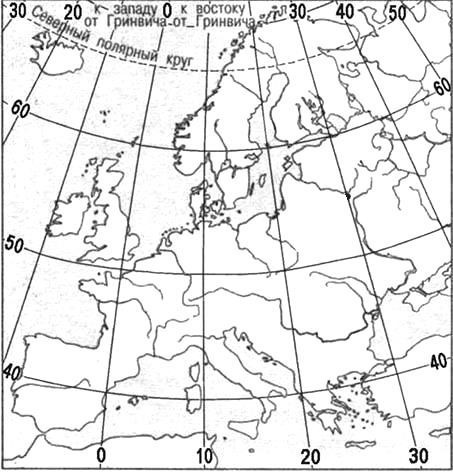 30 20 к западу 0 к востоку 30 40 50
от Гринвича от Гринвича
Северный полярный круг
60 60
50
40 40
0 10 20 30